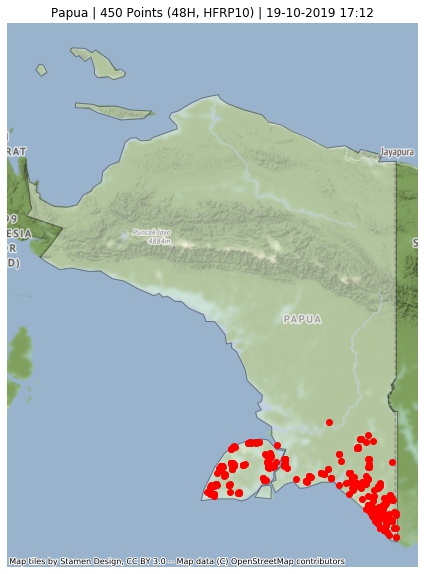 Papua | 450 Points (48H, HFRP10) | 19-10-2019 17:12
Jayapura
RAT
99
ESIA
R
D)
Puncak Jaya
4884m
S
PAPUA
Map tiles by Stamen Design, CC BY 3.0 -- Map data (C) OpenStreetMap contributors